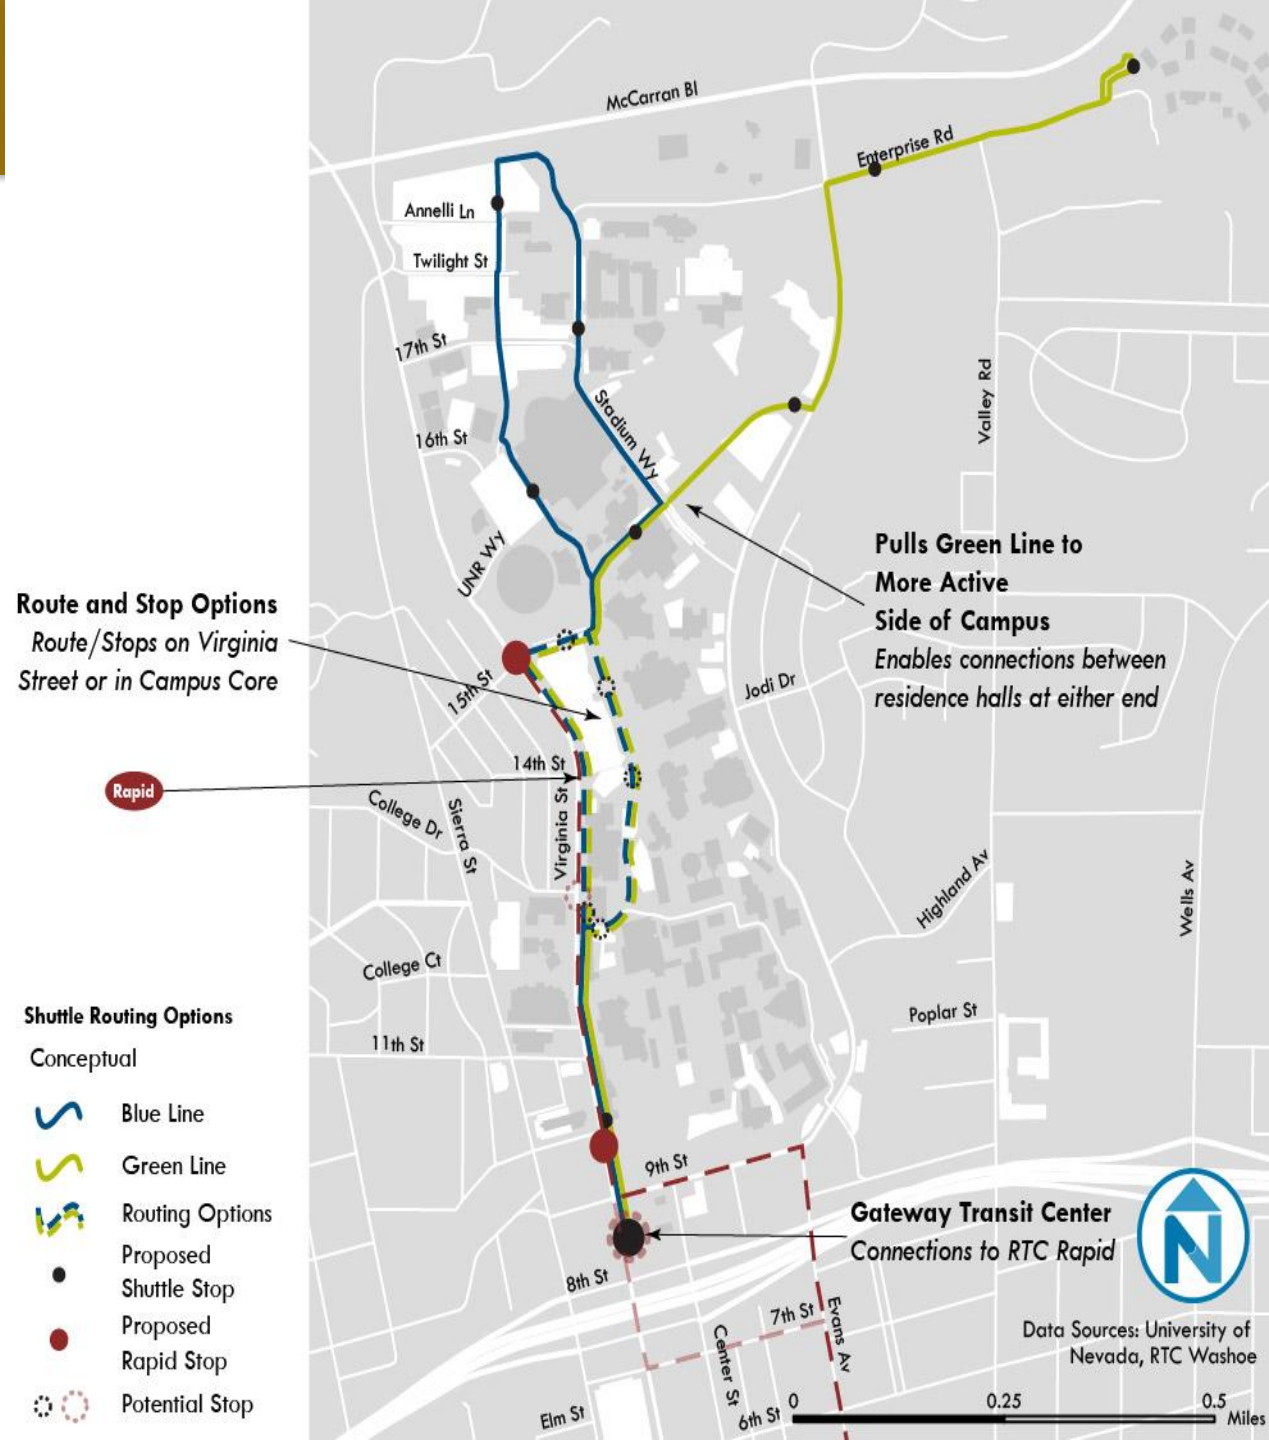 McCarran Bl
Enterprise Rd
Annelli Ln
Twilight St
17th St
Stadium Wy
Valley Rd
16th St
UNR Wy
Pulls Green Line to
More Active
Side of Campus
Enables connections between
residence halls at either end
Route and Stop Options
Route/Stops on Virginia
Street or in Campus Core
15th St
Jodi Dr
14th St
Rapid
College Dr
Sierra St
Virginia St
Highland Av
Wells Av
College Ct
Poplar St
11th St
Shuttle Routing Options
Conceptual
Blue Line
Green Line
Routing Options
Proposed
Shuttle Stop
Proposed
Rapid Stop
Potential Stop
9th St
Gateway Transit Center
Connections to RTC Rapid
N
8th St
7th St
Evans Av
Center St
Data Sources: University of
Nevada, RTC Washoe
Elm St
6th St
0 0.25 0.5
Miles